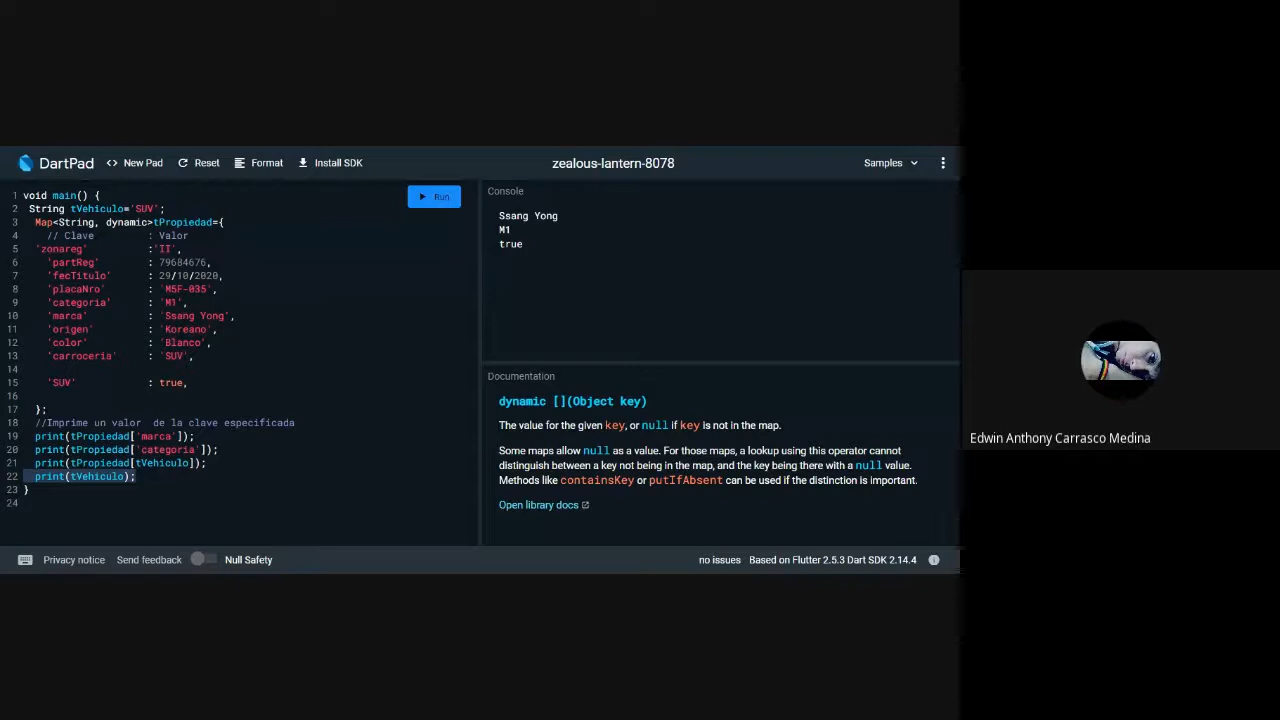 DartPad <> New Pad Reset Format Install SDK zealous-lantern-8078 Samples
Run
1 void main() {
2 String tVehiculo='SUV';
3 Map<String, dynamic>tPropiedad={
4 // Clave : Valor
5 'zonareg' :'II',
6 'partReg' : 79684676,
7 'fecTitulo' : 29/10/2020,
8 'placaNro' : 'M5F-035',
9 'categoria' : 'M1',
10 'marca' : 'Ssang Yong',
11 'origen' : 'Koreano',
12 'color' : 'Blanco',
13 'carroceria' : 'SUV',
14
15 'SUV' : true,
16
17 };
18 //Imprime un valor de la clave especificada
19 print(tPropiedad['marca']);
20 print(tPropiedad['categoria']);
21 print(tPropiedad[tVehiculo]);
22 print(tVehiculo);
23 }
24
Console
Ssang Yong
M1
true
Documentation
dynamic [](Object key)
The value for the given key, or null if key is not in the map.
Some maps allow null as a value. For those maps, a lookup using this operator cannot
distinguish between a key not being in the map, and the key being there with a null value.
Methods like containsKey or putIfAbsent can be used if the distinction is important.
Open library docs
Privacy notice Send feedback Null Safety no issues Based on Flutter 2.5.3 Dart SDK 2.14.4
Edwin Anthony Carrasco Medina